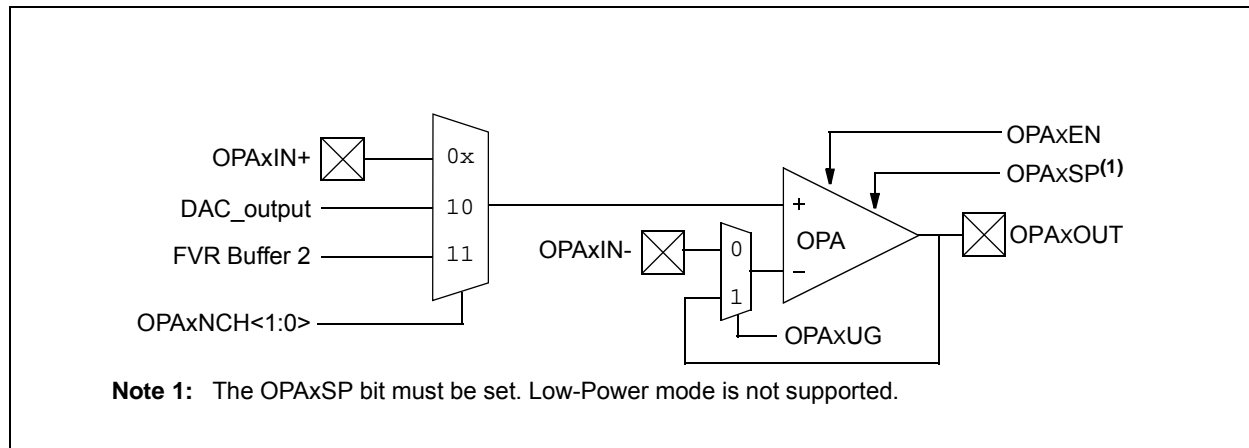 OPAxEN
OPAxIN+
0x
OPAxSP(1)
DAC_output
10
+
OPAxIN-
0
OPA
OPAxOUT
FVR Buffer 2
11
−
1
OPAxNCH<1:0>
OPAxUG
Note 1: The OPAxSP bit must be set. Low-Power mode is not supported.